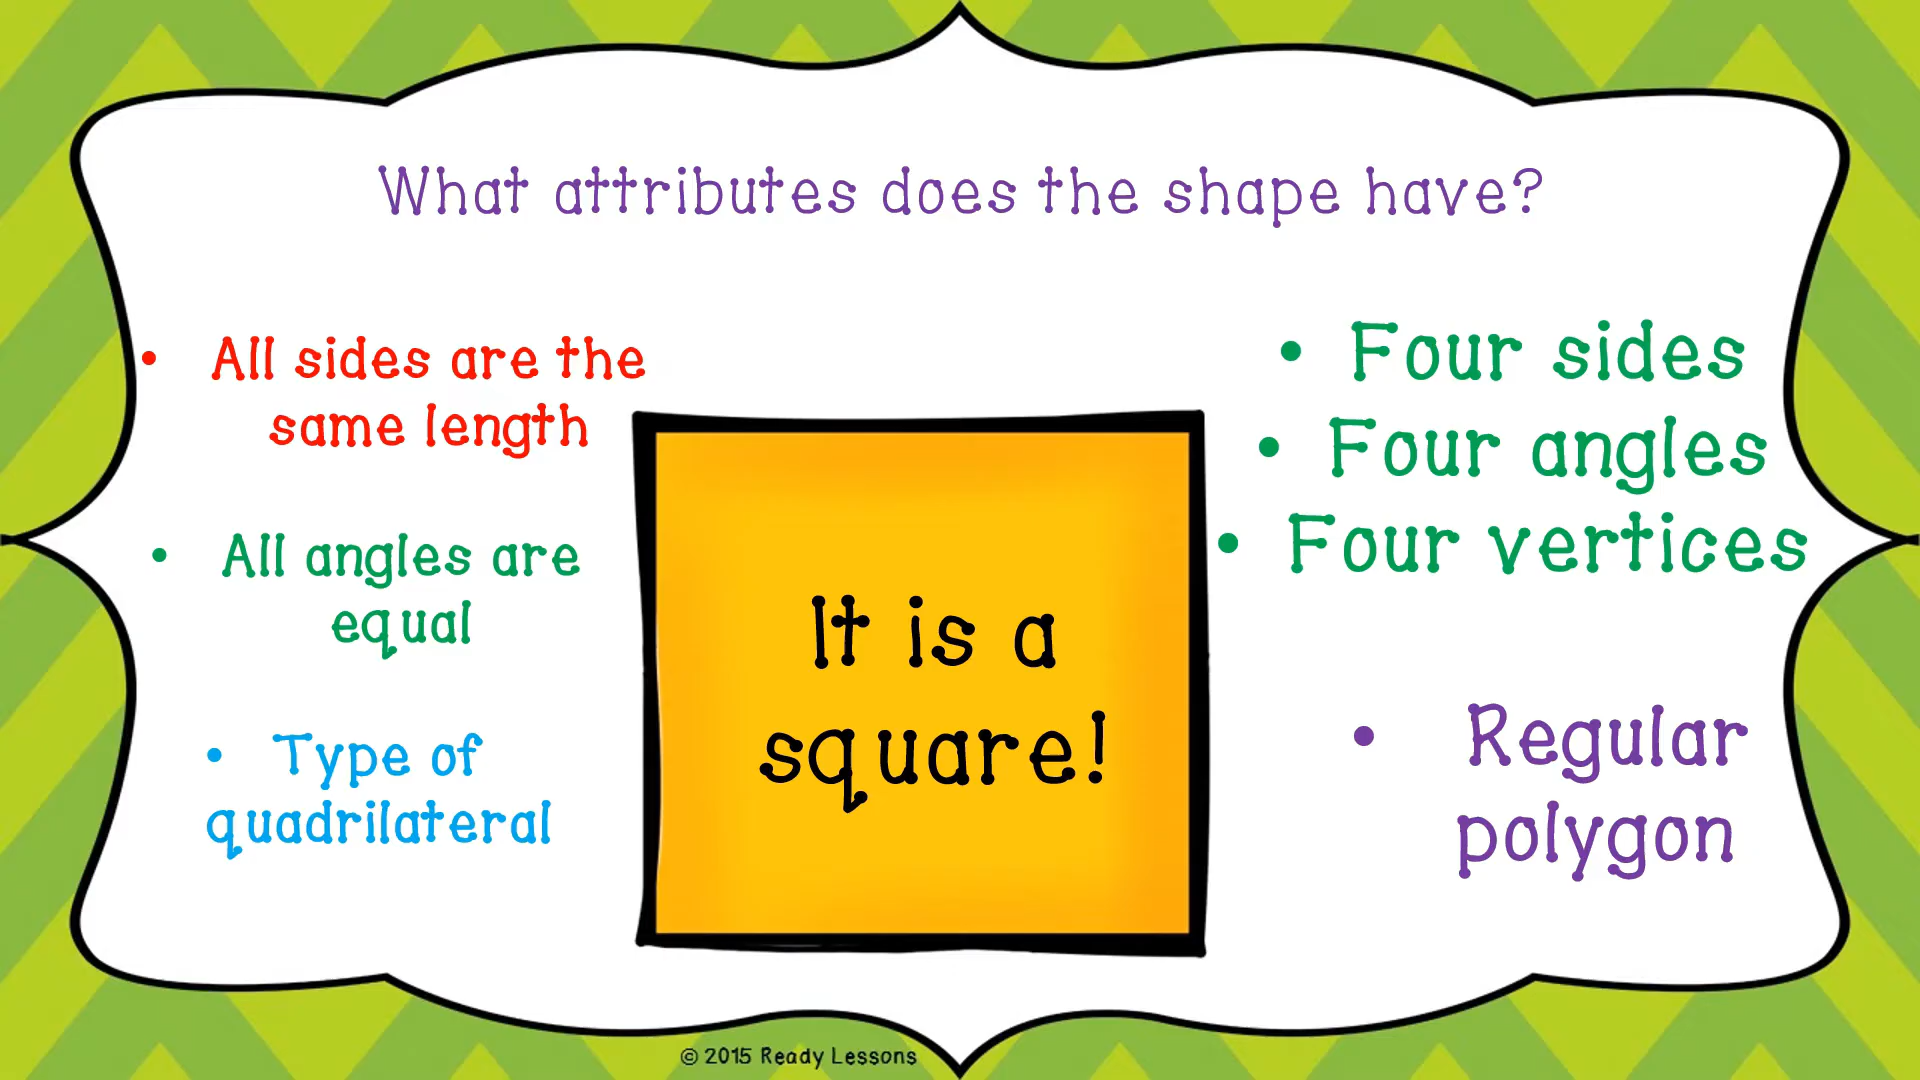 What attributes does the shape have?
• All sides are the
same length
• All angles are
equal
• Type of
quadrilateral
It is a
square!
• Four sides
• Four angles
• Four vertices
• Regular
polygon
© 2015 Ready Lessons